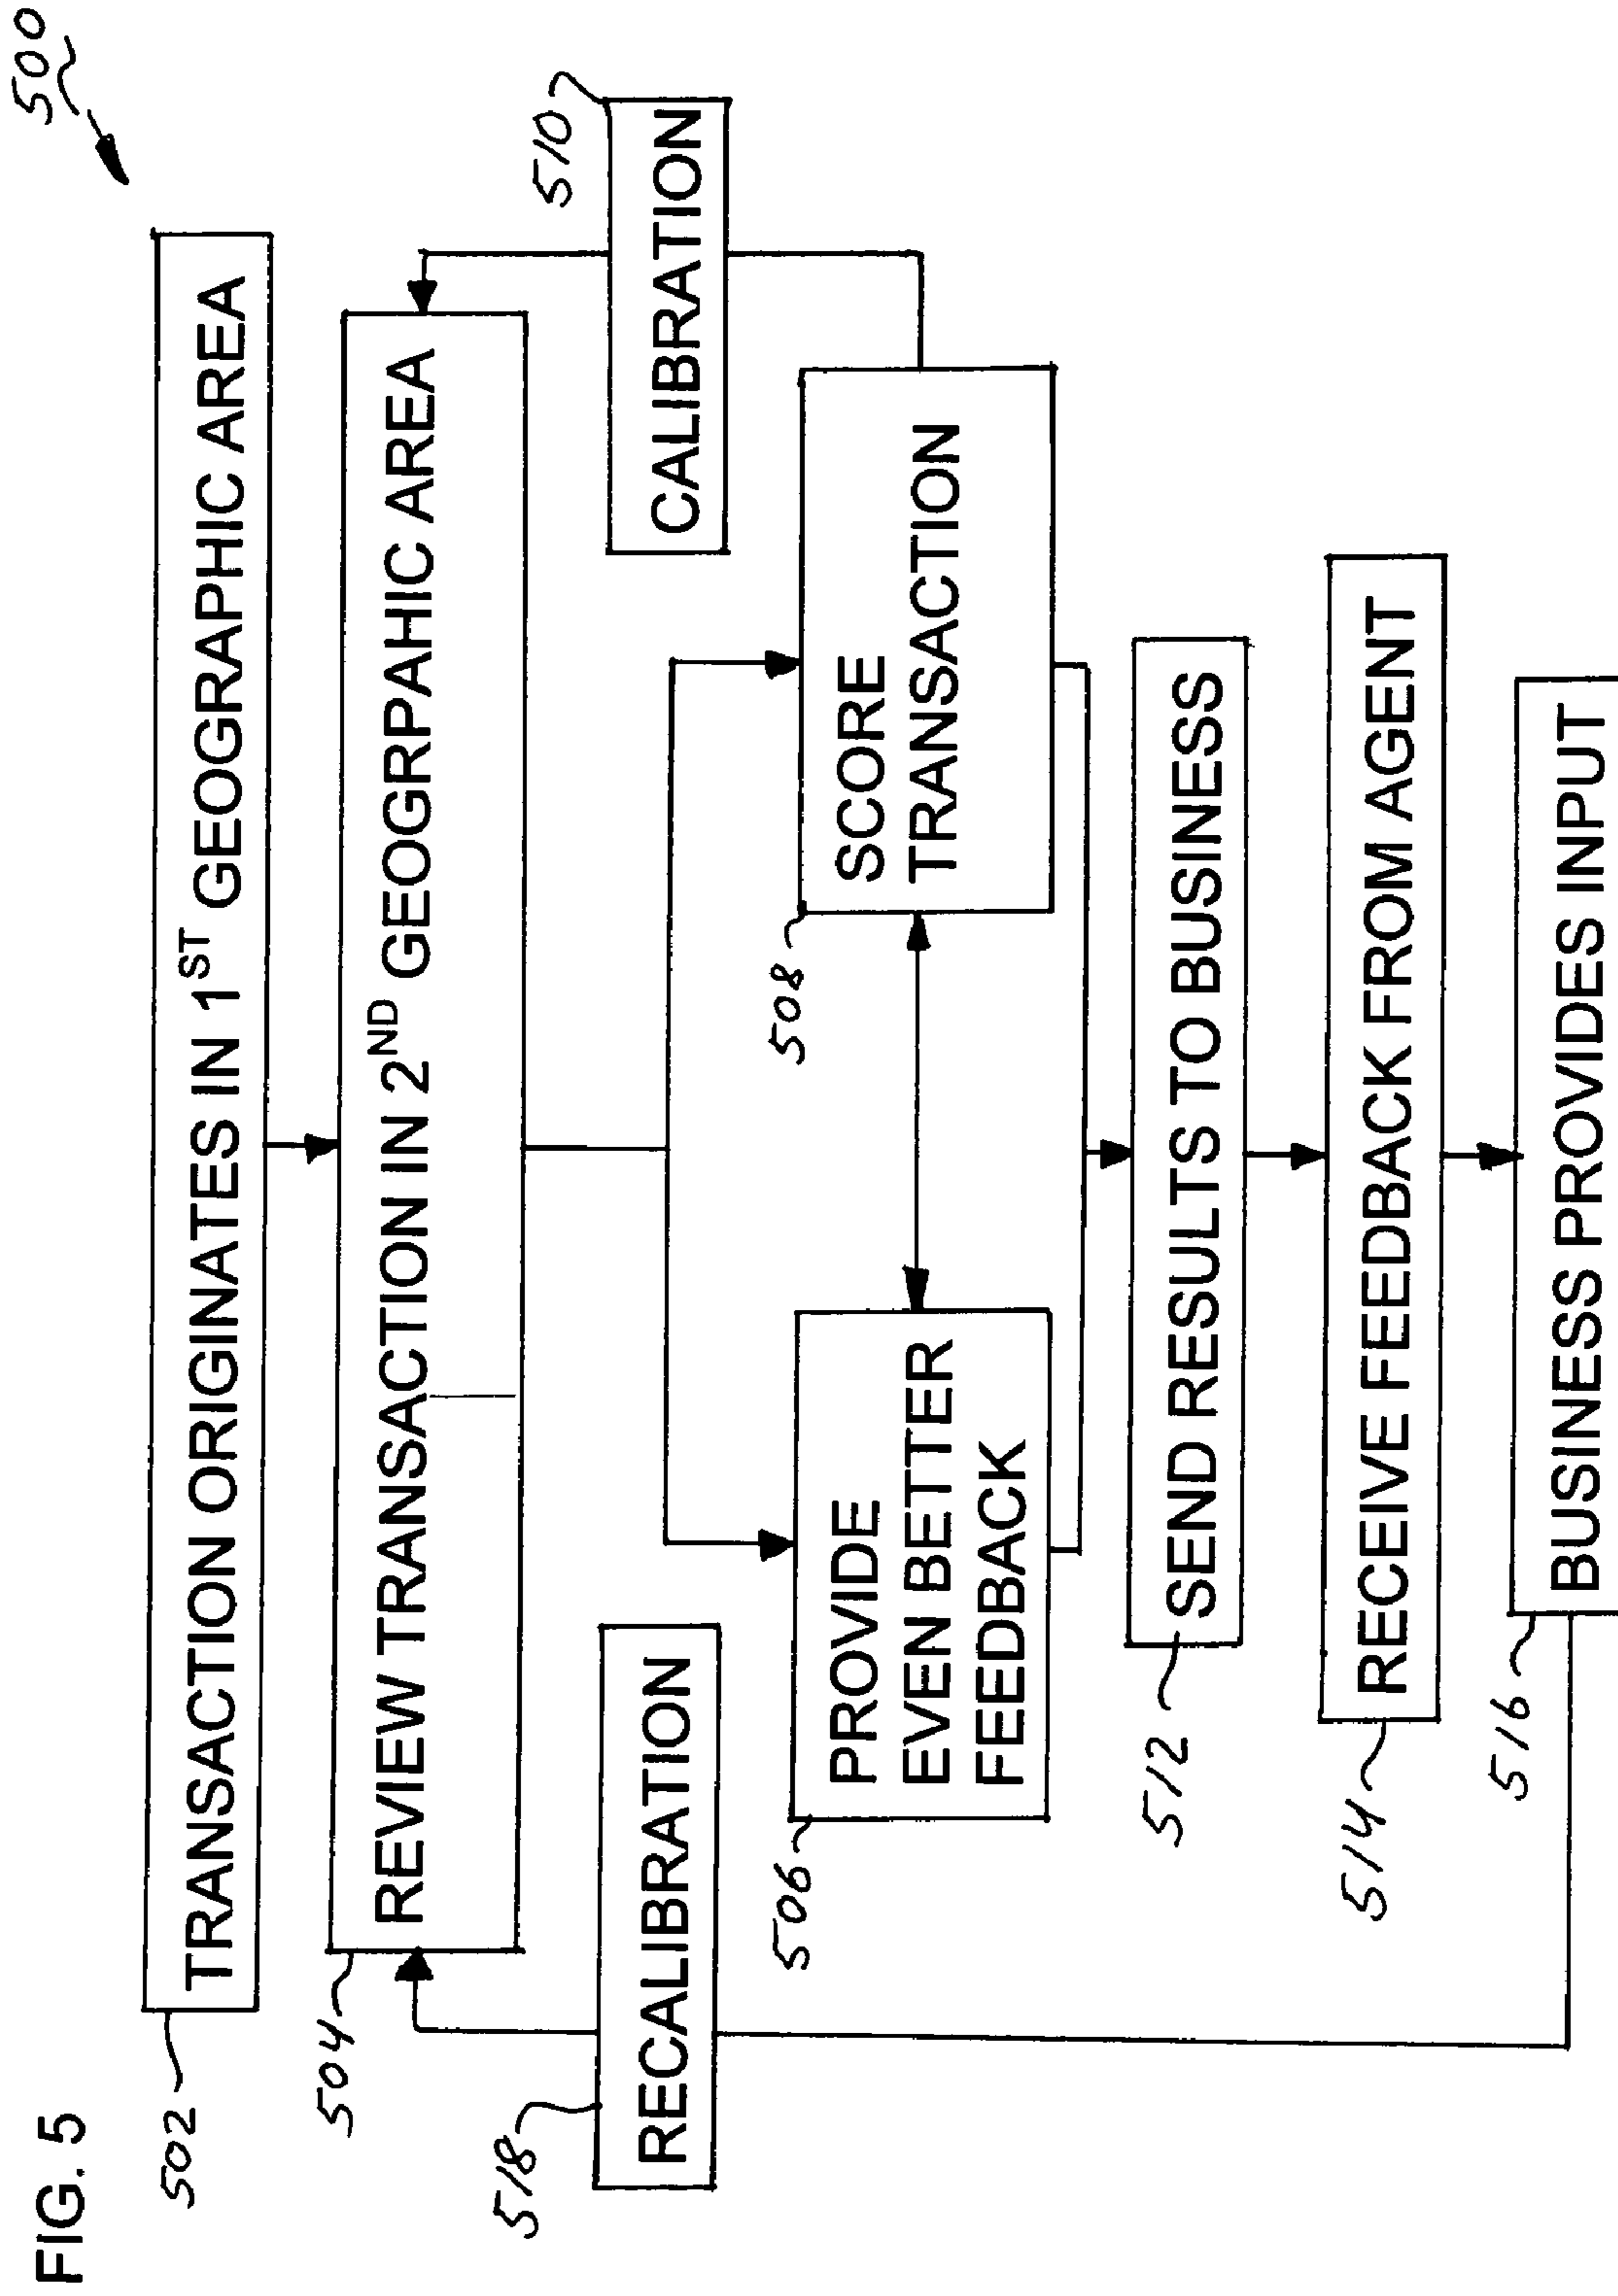 FIG. 5
500
502
TRANSACTION ORIGINATES IN 1ST GEOGRAPHIC AREA
504
REVIEW TRANSACTION IN 2ND GEOGRPAHIC AREA
518
RECALIBRATION
510
CALIBRATION
506
PROVIDE
EVEN BETTER
FEEDBACK
508
SCORE
TRANSACTION
512
SEND RESULTS TO BUSINESS
514
RECEIVE FEEDBACK FROM AGENT
516
BUSINESS PROVIDES INPUT